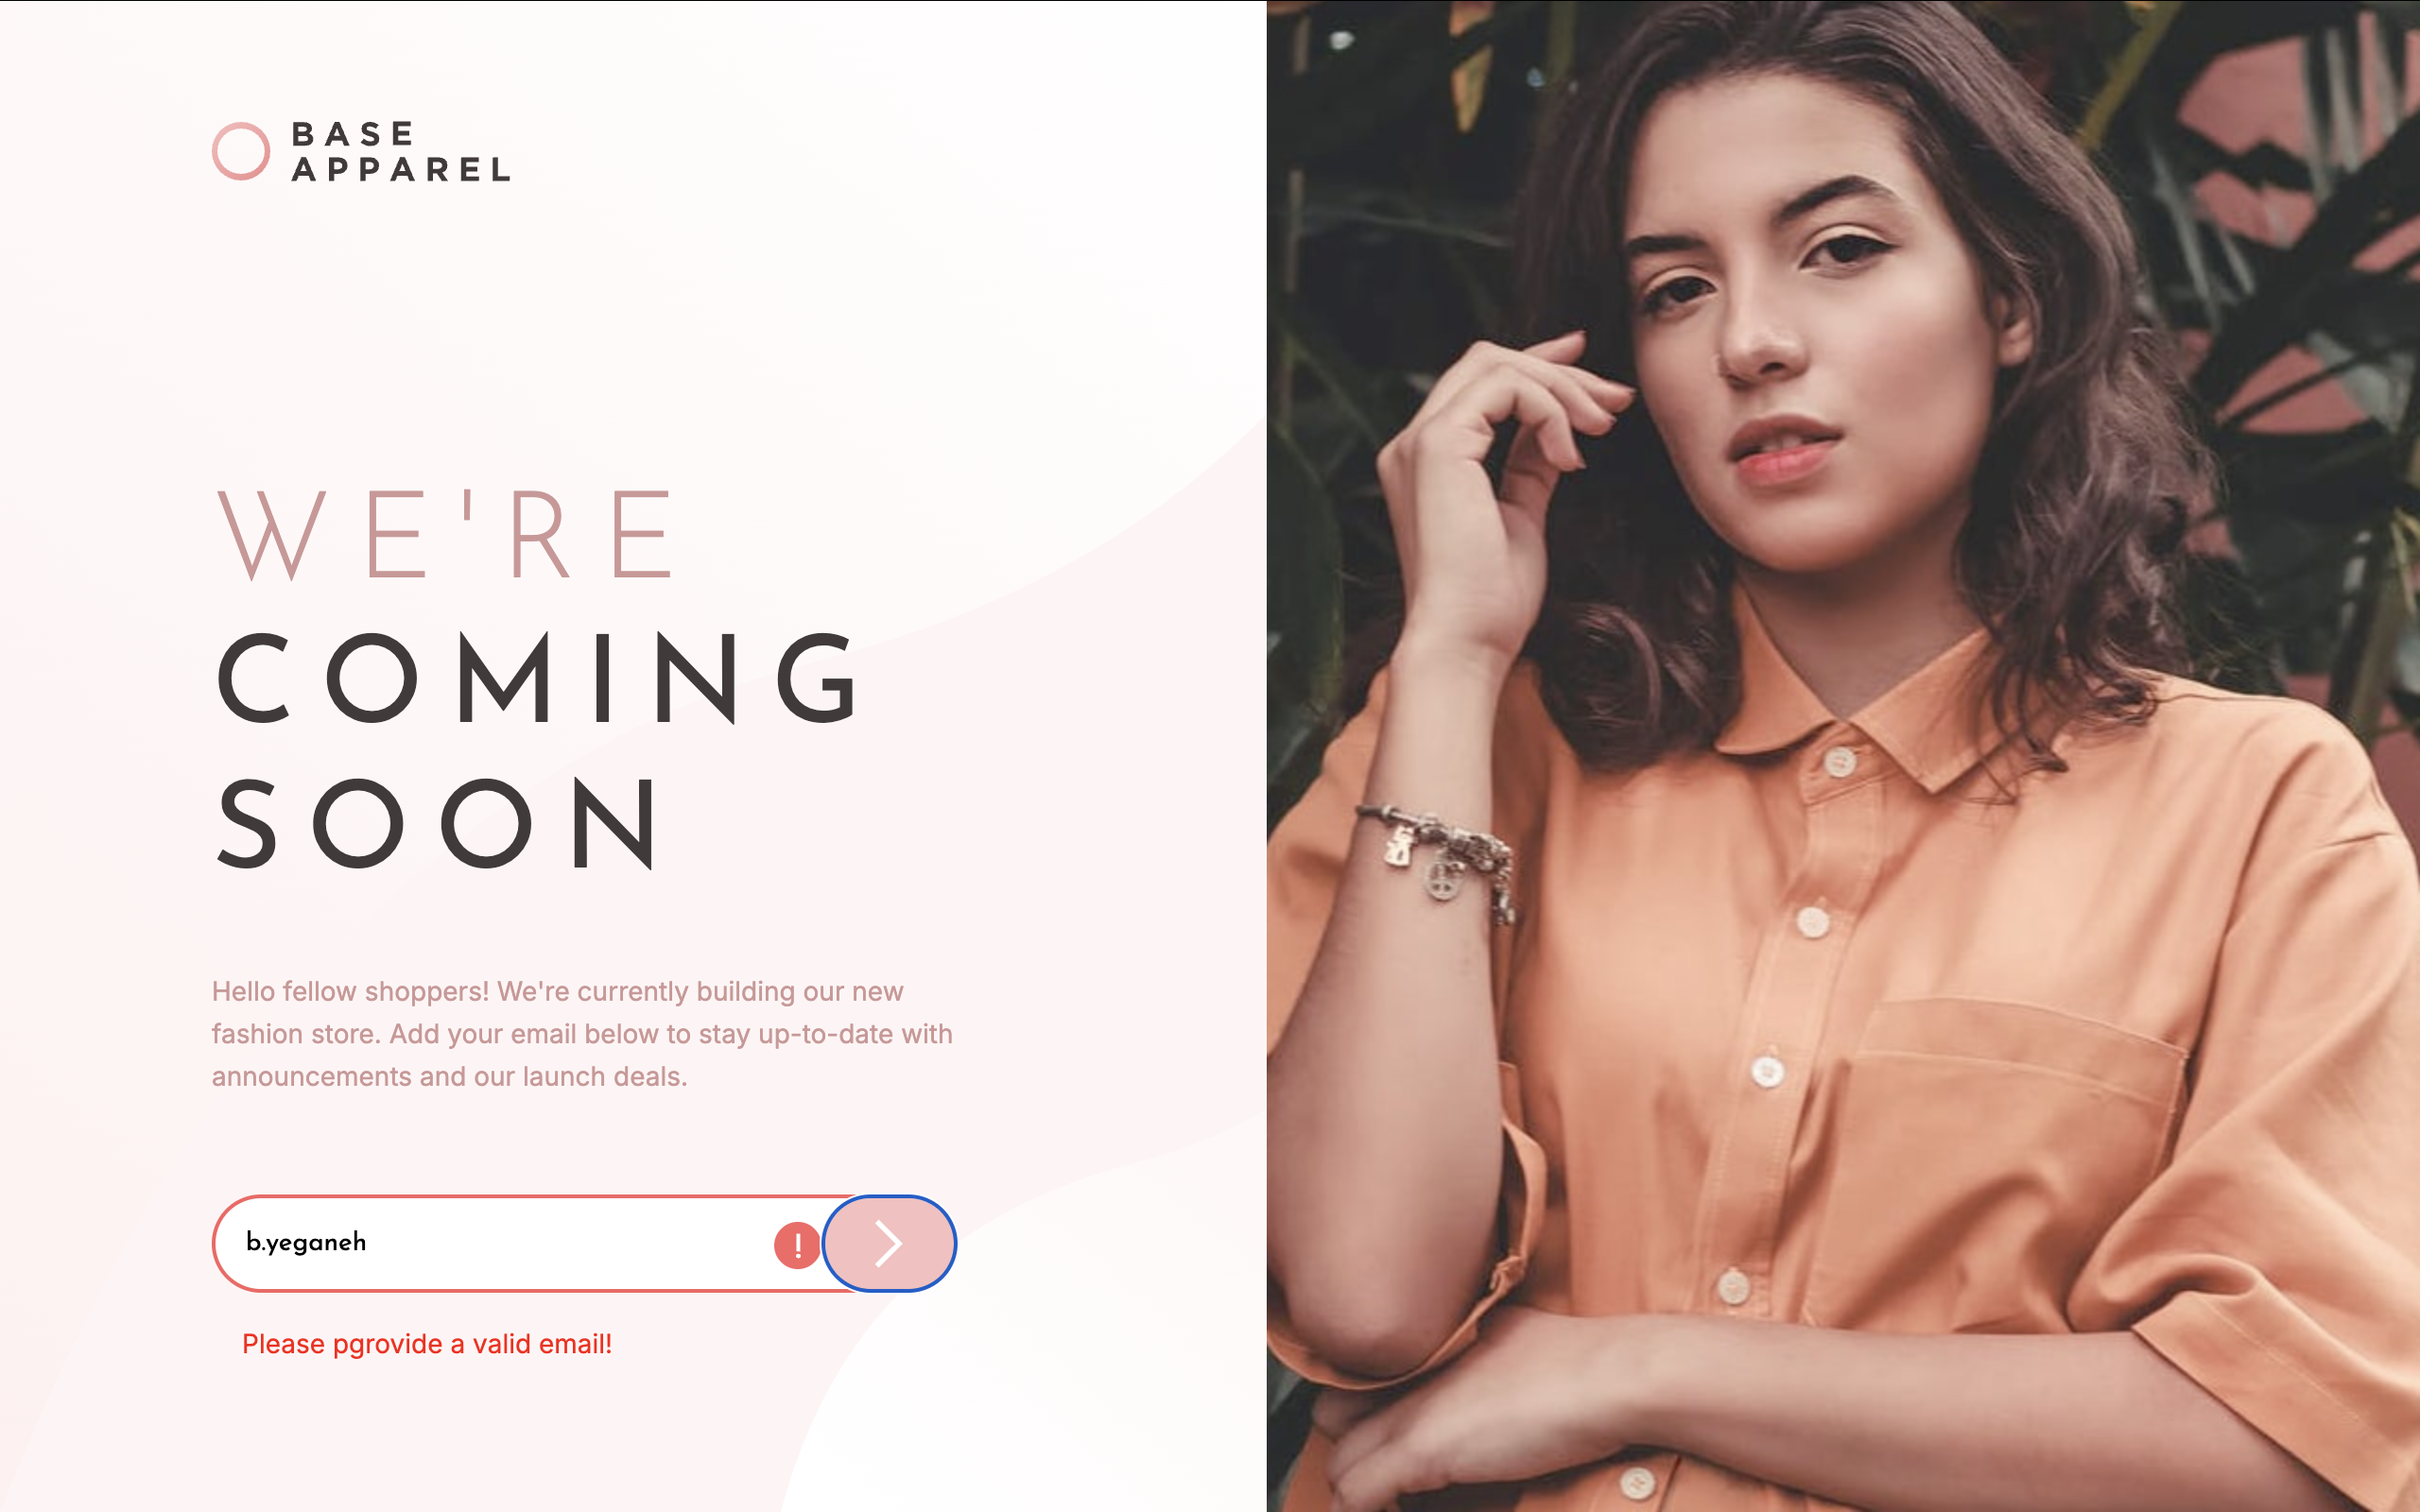 BASE
APPAREL
WE'RE
COMING
SOON
Hello fellow shoppers! We're currently building our new
fashion store. Add your email below to stay up-to-date with
announcements and our launch deals.
b.yeganeh
!
Please pgrovide a valid email!